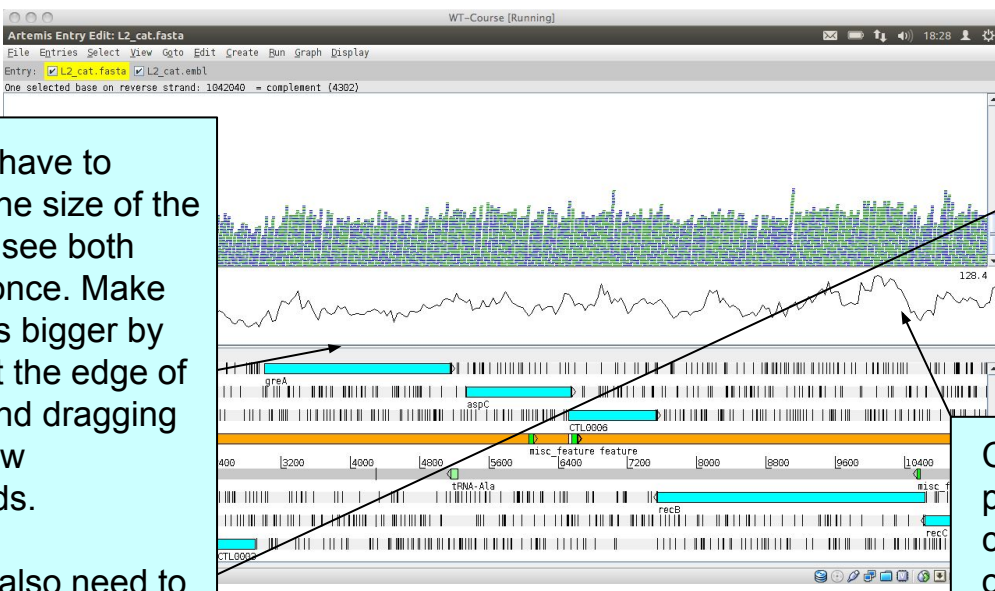 WT-Course [Running]
Artemis Entry Edit: L2_cat.fasta
18:28
File Entries Select View Goto Edit Create Run Graph Display
Entry: L2_cat.fasta L2_cat.embl
One selected base on reverse strand: 1042040 = complement (4302)
have to
the size of the
see both
once. Make
s bigger by
t the edge of
nd dragging
w
ds.
also need to
128.4
greA
aspC
CTL0006
misc_feature feature
400 3200 4000 4800 5600 6400 7200 8000 8800 9600 10400
tRNA-Ala
misc_f
recB
recC
CTL0003
C
p
c